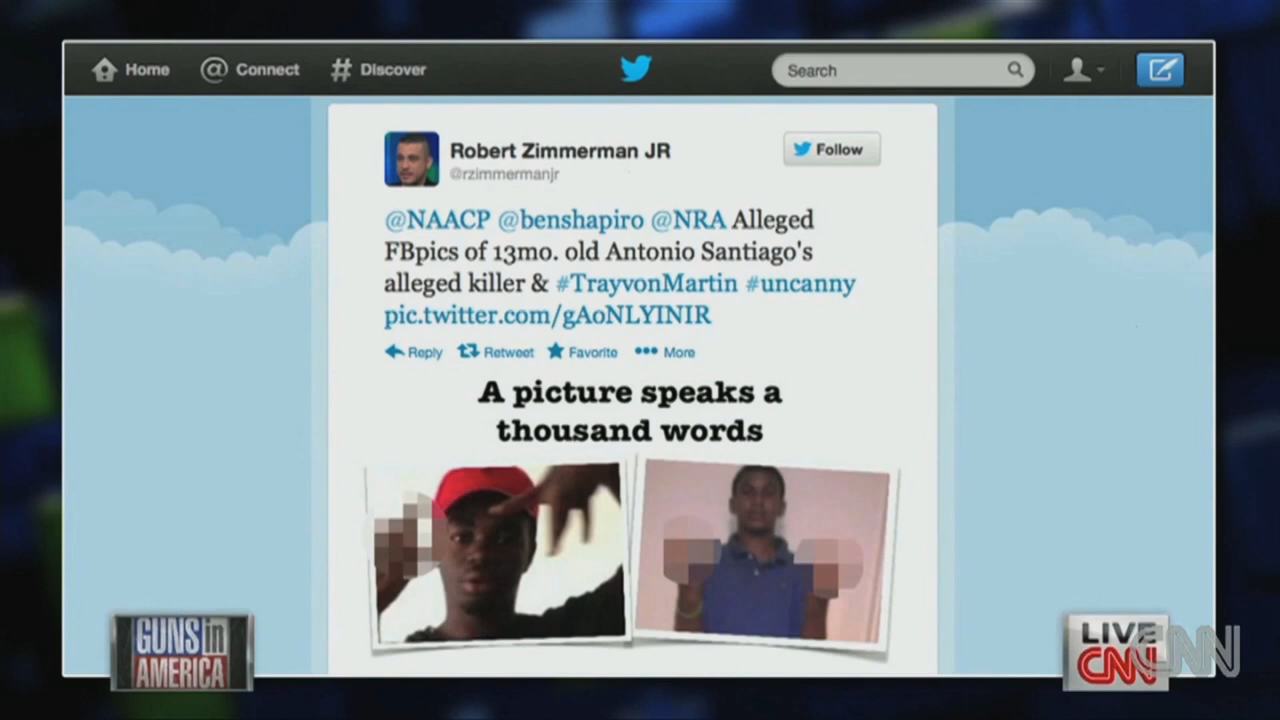 Home Connect Discover Search
Robert Zimmerman JR
Follow
@rzimmermanjr
@NAACP @benshapiro @NRA Alleged
FBpics of 13mo. old Antonio Santiago's
alleged killer & #TrayvonMartin #uncanny
pic.twitter.com/gAoNLYINIR
Reply Retweet Favorite More
A picture speaks a
thousand words
GUNS in
AMERICA
LIVE
CNN
CNN